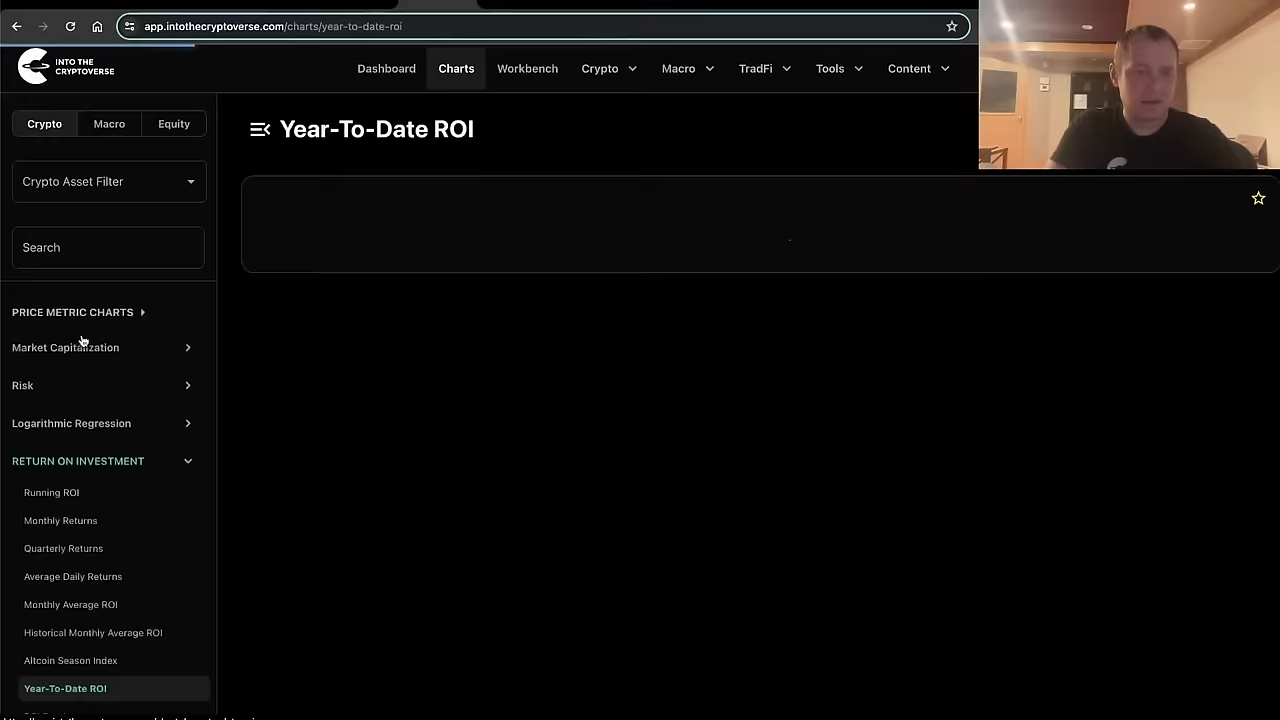 app.intothecryptoverse.com/charts/year-to-date-roi
INTO THE
CRYPTOVERSE
Dashboard
Charts
Workbench
Crypto
Macro
TradFi
Tools
Content
Crypto
Macro
Equity
Year-To-Date ROI
Crypto Asset Filter
Search
PRICE METRIC CHARTS
Market Capitalization
Risk
Logarithmic Regression
RETURN ON INVESTMENT
Running ROI
Monthly Returns
Quarterly Returns
Average Daily Returns
Monthly Average ROI
Historical Monthly Average ROI
Altcoin Season Index
Year-To-Date ROI